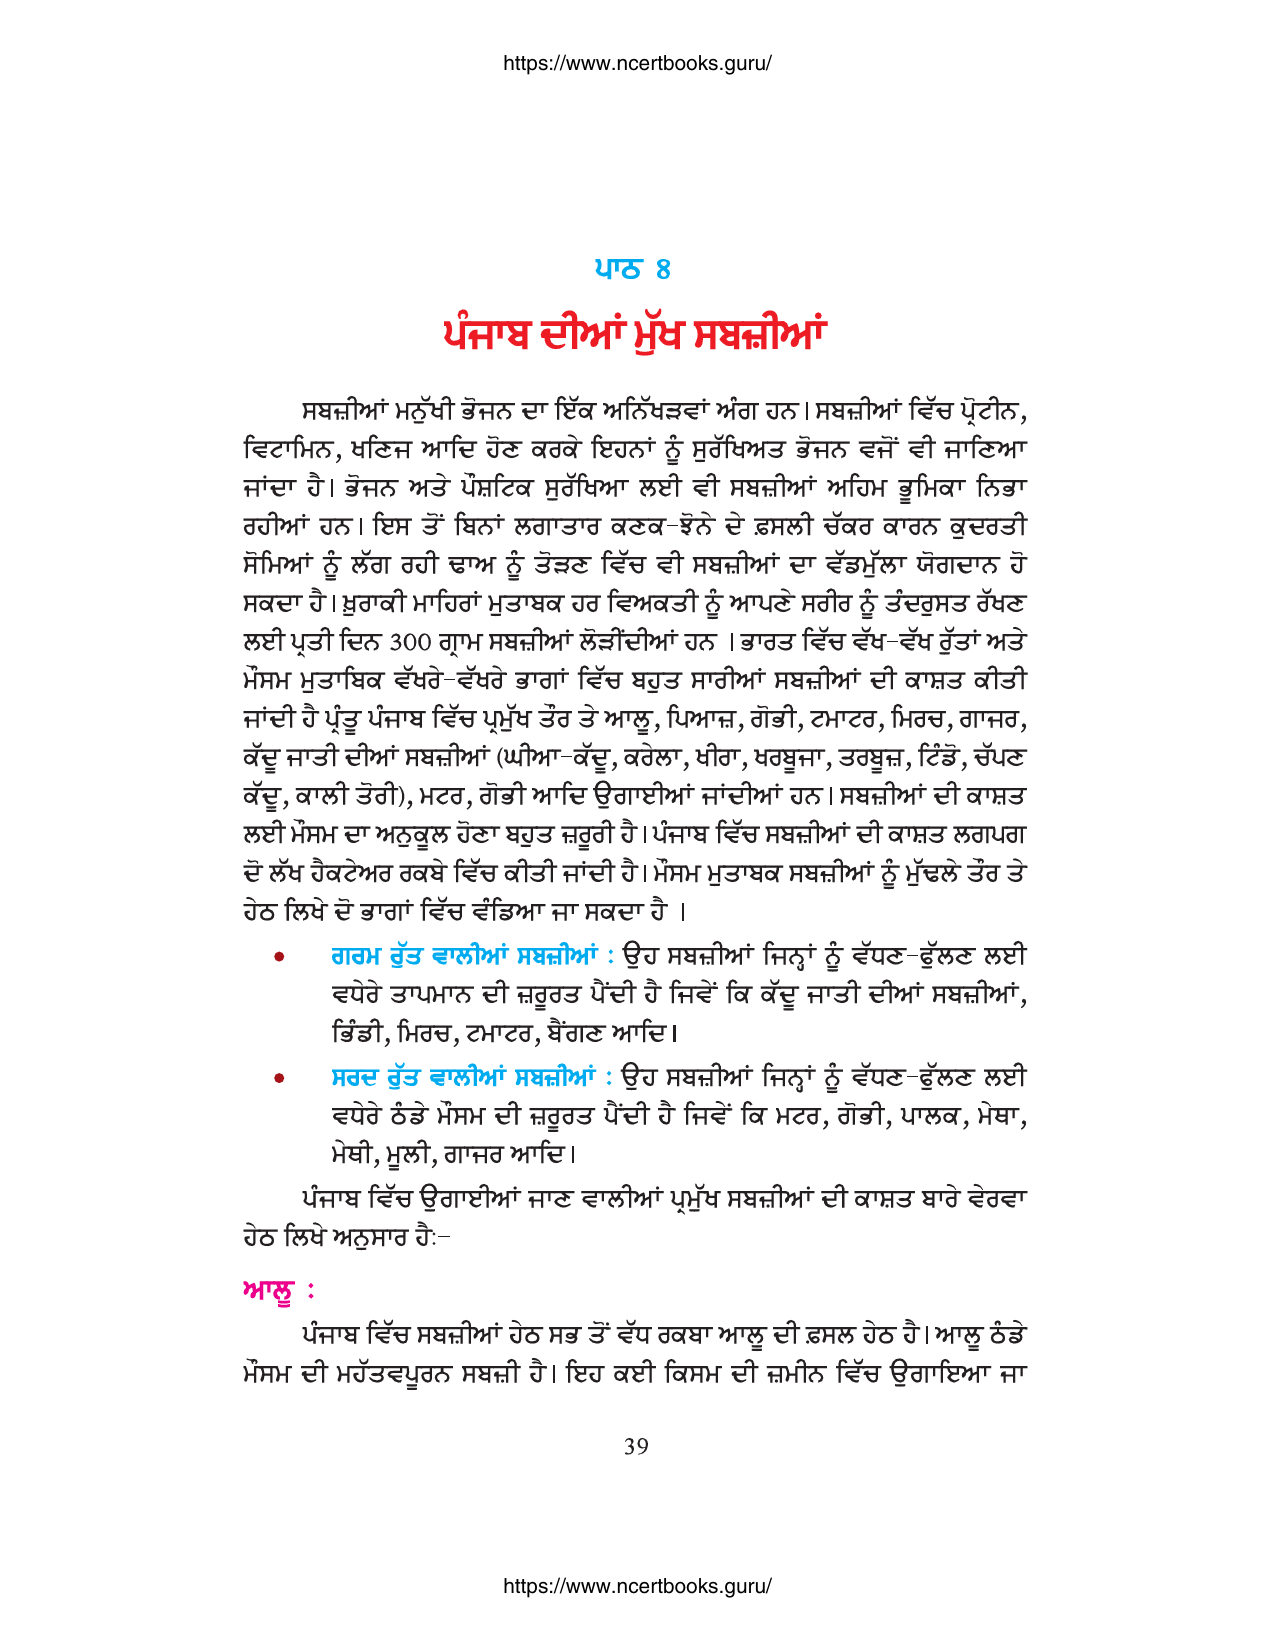 https://www.ncertbooks.guru/
ਪਾਠ 8
ਪੰਜਾਬ ਦੀਆਂ ਮੁੱਖ ਸਬਜ਼ੀਆਂ
ਸਬਜ਼ੀਆਂ ਮਨੁੱਖੀ ਭੋਜਨ ਦਾ ਇੱਕ ਅਨਿੱਖੜਵਾਂ ਅੰਗ ਹਨ। ਸਬਜ਼ੀਆਂ ਵਿੱਚ ਪ੍ਰੋਟੀਨ,
ਵਿਟਾਮਿਨ, ਖਣਿਜ ਆਦਿ ਹੋਣ ਕਰਕੇ ਇਹਨਾਂ ਨੂੰ ਸੁਰੱਖਿਅਤ ਭੋਜਨ ਵਜੋਂ ਵੀ ਜਾਣਿਆ
ਜਾਂਦਾ ਹੈ। ਭੋਜਨ ਅਤੇ ਪੌਸ਼ਟਿਕ ਸੁਰੱਖਿਆ ਲਈ ਵੀ ਸਬਜ਼ੀਆਂ ਅਹਿਮ ਭੂਮਿਕਾ ਨਿਭਾ
ਰਹੀਆਂ ਹਨ। ਇਸ ਤੋਂ ਬਿਨਾਂ ਲਗਾਤਾਰ ਕਣਕ-ਝੋਨੇ ਦੇ ਫ਼ਸਲੀ ਚੱਕਰ ਕਾਰਨ ਕੁਦਰਤੀ
ਸੋਮਿਆਂ ਨੂੰ ਲੱਗ ਰਹੀ ਢਾਅ ਨੂੰ ਤੋੜਣ ਵਿੱਚ ਵੀ ਸਬਜ਼ੀਆਂ ਦਾ ਵੱਡਮੁੱਲਾ ਯੋਗਦਾਨ ਹੋ
ਸਕਦਾ ਹੈ। ਖ਼ੁਰਾਕੀ ਮਾਹਿਰਾਂ ਮੁਤਾਬਕ ਹਰ ਵਿਅਕਤੀ ਨੂੰ ਆਪਣੇ ਸਰੀਰ ਨੂੰ ਤੰਦਰੁਸਤ ਰੱਖਣ
ਲਈ ਪ੍ਰਤੀ ਦਿਨ 300 ਗ੍ਰਾਮ ਸਬਜ਼ੀਆਂ ਲੋੜੀਂਦੀਆਂ ਹਨ । ਭਾਰਤ ਵਿੱਚ ਵੱਖ-ਵੱਖ ਰੁੱਤਾਂ ਅਤੇ
ਮੌਸਮ ਮੁਤਾਬਿਕ ਵੱਖਰੇ-ਵੱਖਰੇ ਭਾਗਾਂ ਵਿੱਚ ਬਹੁਤ ਸਾਰੀਆਂ ਸਬਜ਼ੀਆਂ ਦੀ ਕਾਸ਼ਤ ਕੀਤੀ
ਜਾਂਦੀ ਹੈ ਪ੍ਰੰਤੂ ਪੰਜਾਬ ਵਿੱਚ ਪ੍ਰਮੁੱਖ ਤੌਰ ਤੇ ਆਲੂ, ਪਿਆਜ਼, ਗੋਭੀ, ਟਮਾਟਰ, ਮਿਰਚ, ਗਾਜਰ,
ਕੱਦੂ ਜਾਤੀ ਦੀਆਂ ਸਬਜ਼ੀਆਂ (ਘੀਆ-ਕੱਦੂ, ਕਰੇਲਾ, ਖੀਰਾ, ਖਰਬੂਜਾ, ਤਰਬੂਜ਼, ਟਿੰਡੋ, ਚੱਪਣ
ਕੱਦੂ, ਕਾਲੀ ਤੋਰੀ), ਮਟਰ, ਗੋਭੀ ਆਦਿ ਉਗਾਈਆਂ ਜਾਂਦੀਆਂ ਹਨ। ਸਬਜ਼ੀਆਂ ਦੀ ਕਾਸ਼ਤ
ਲਈ ਮੌਸਮ ਦਾ ਅਨੁਕੂਲ ਹੋਣਾ ਬਹੁਤ ਜ਼ਰੂਰੀ ਹੈ। ਪੰਜਾਬ ਵਿੱਚ ਸਬਜ਼ੀਆਂ ਦੀ ਕਾਸ਼ਤ ਲਗਪਗ
ਦੋ ਲੱਖ ਹੈਕਟੇਅਰ ਰਕਬੇ ਵਿੱਚ ਕੀਤੀ ਜਾਂਦੀ ਹੈ। ਮੌਸਮ ਮੁਤਾਬਕ ਸਬਜ਼ੀਆਂ ਨੂੰ ਮੁੱਢਲੇ ਤੌਰ ਤੇ
ਹੇਠ ਲਿਖੇ ਦੋ ਭਾਗਾਂ ਵਿੱਚ ਵੰਡਿਆ ਜਾ ਸਕਦਾ ਹੈ ।
• ਗਰਮ ਰੁੱਤ ਵਾਲੀਆਂ ਸਬਜ਼ੀਆਂ : ਉਹ ਸਬਜ਼ੀਆਂ ਜਿਨ੍ਹਾਂ ਨੂੰ ਵੱਧਣ-ਫੁੱਲਣ ਲਈ
ਵਧੇਰੇ ਤਾਪਮਾਨ ਦੀ ਜ਼ਰੂਰਤ ਪੈਂਦੀ ਹੈ ਜਿਵੇਂ ਕਿ ਕੱਦੂ ਜਾਤੀ ਦੀਆਂ ਸਬਜ਼ੀਆਂ,
ਭਿੰਡੀ, ਮਿਰਚ, ਟਮਾਟਰ, ਬੈਂਗਣ ਆਦਿ।
• ਸਰਦ ਰੁੱਤ ਵਾਲੀਆਂ ਸਬਜ਼ੀਆਂ : ਉਹ ਸਬਜ਼ੀਆਂ ਜਿਨ੍ਹਾਂ ਨੂੰ ਵੱਧਣ-ਫੁੱਲਣ ਲਈ
ਵਧੇਰੇ ਠੰਡੇ ਮੌਸਮ ਦੀ ਜ਼ਰੂਰਤ ਪੈਂਦੀ ਹੈ ਜਿਵੇਂ ਕਿ ਮਟਰ, ਗੋਭੀ, ਪਾਲਕ, ਮੇਥਾ,
ਮੇਥੀ, ਮੂਲੀ, ਗਾਜਰ ਆਦਿ।
ਪੰਜਾਬ ਵਿੱਚ ਉਗਾਈਆਂ ਜਾਣ ਵਾਲੀਆਂ ਪ੍ਰਮੁੱਖ ਸਬਜ਼ੀਆਂ ਦੀ ਕਾਸ਼ਤ ਬਾਰੇ ਵੇਰਵਾ
ਹੇਠ ਲਿਖੇ ਅਨੁਸਾਰ ਹੈ:-
ਆਲੂ :
ਪੰਜਾਬ ਵਿੱਚ ਸਬਜ਼ੀਆਂ ਹੇਠ ਸਭ ਤੋਂ ਵੱਧ ਰਕਬਾ ਆਲੂ ਦੀ ਫ਼ਸਲ ਹੇਠ ਹੈ। ਆਲੂ ਠੰਡੇ
ਮੌਸਮ ਦੀ ਮਹੱਤਵਪੂਰਨ ਸਬਜ਼ੀ ਹੈ। ਇਹ ਕਈ ਕਿਸਮ ਦੀ ਜ਼ਮੀਨ ਵਿੱਚ ਉਗਾਇਆ ਜਾ
39
https://www.ncertbooks.guru/